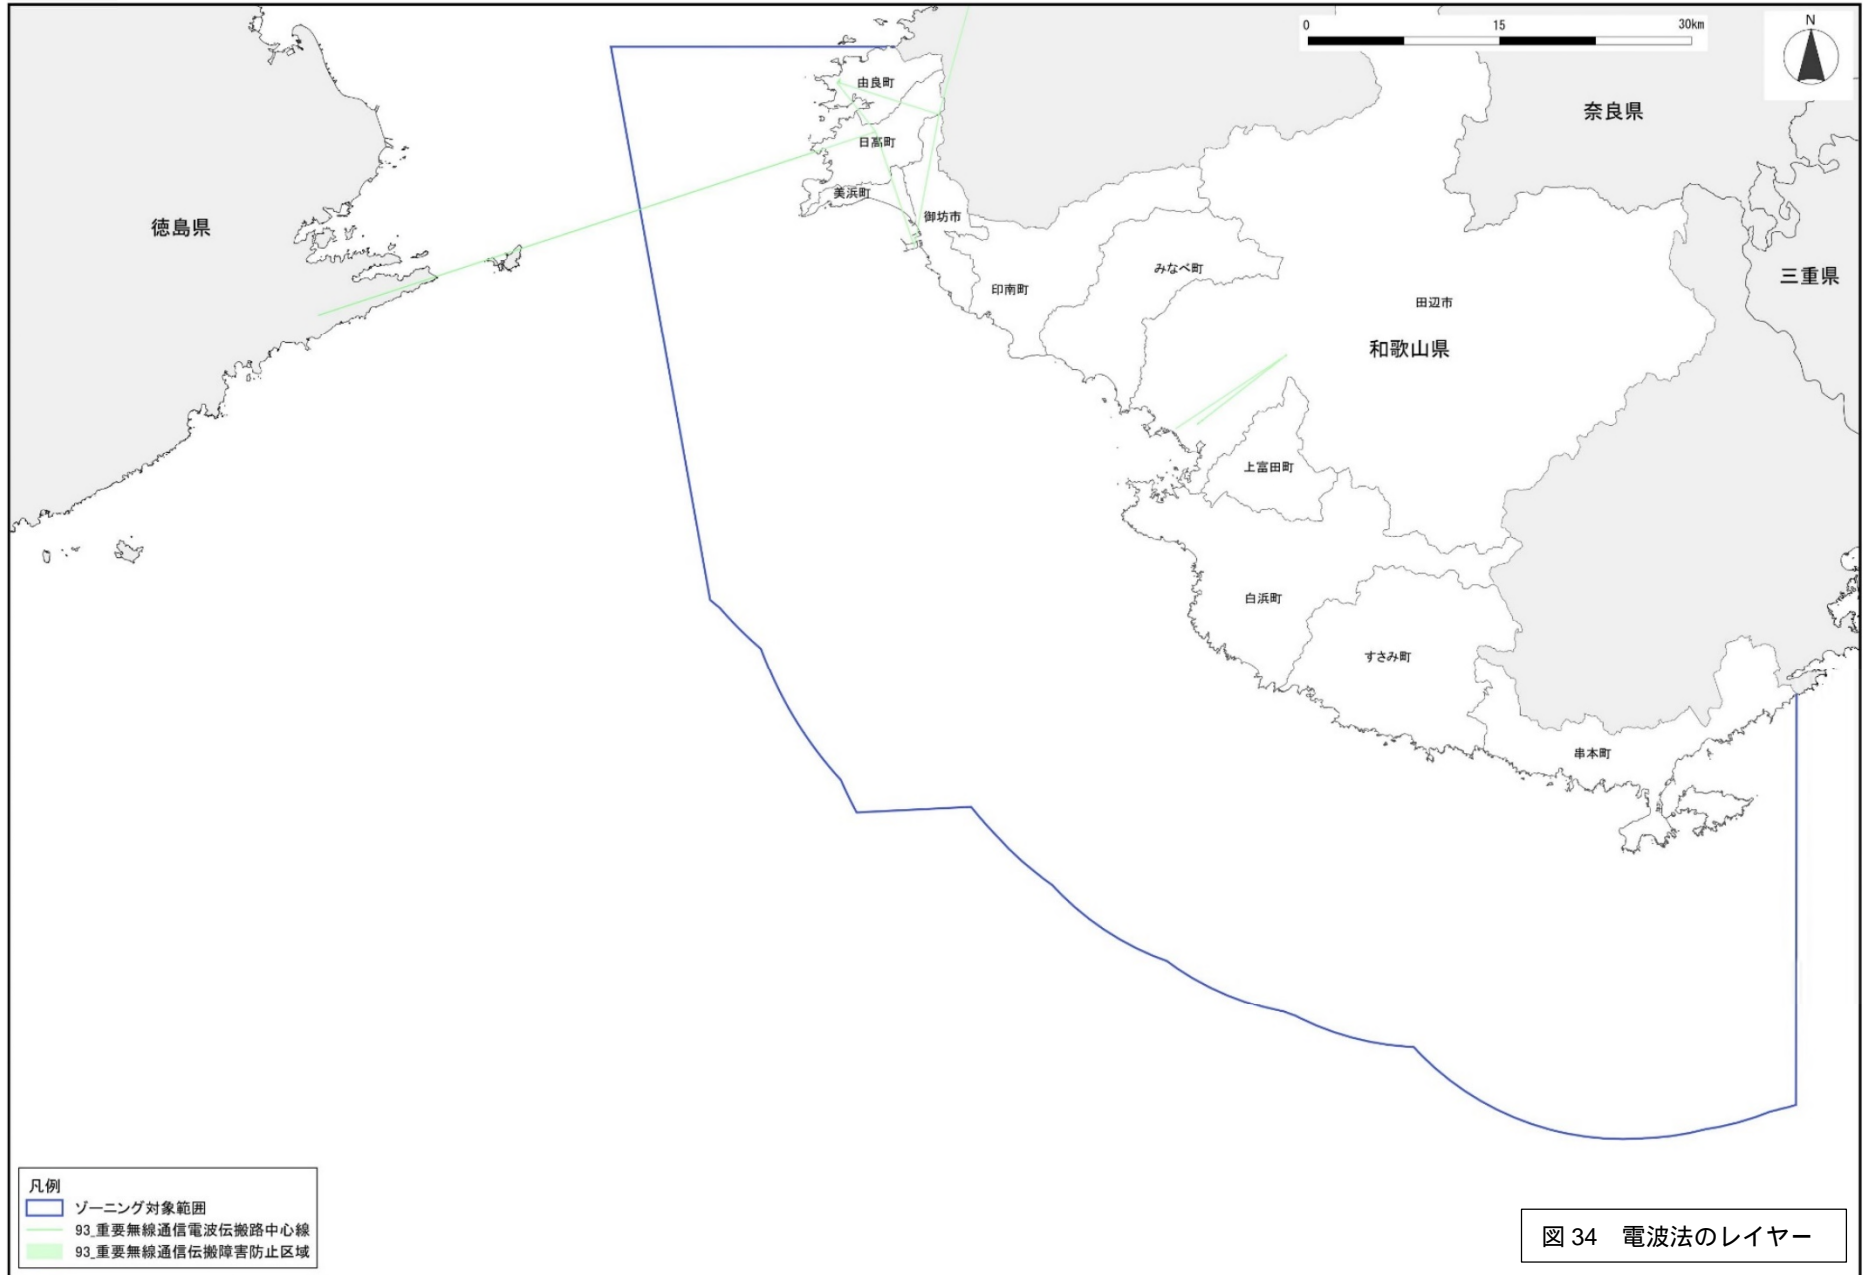 0 15 30km
N
由良町
奈良県
日高町
美浜町
御坊市
徳島県
みなべ町
三重県
印南町
田辺市
和歌山県
上富田町
白浜町
すさみ町
串本町
凡例
ゾーニング対象範囲
93_重要無線通信電波伝搬路中心線
93_重要無線通信伝搬障害防止区域
図 34 電波法のレイヤー